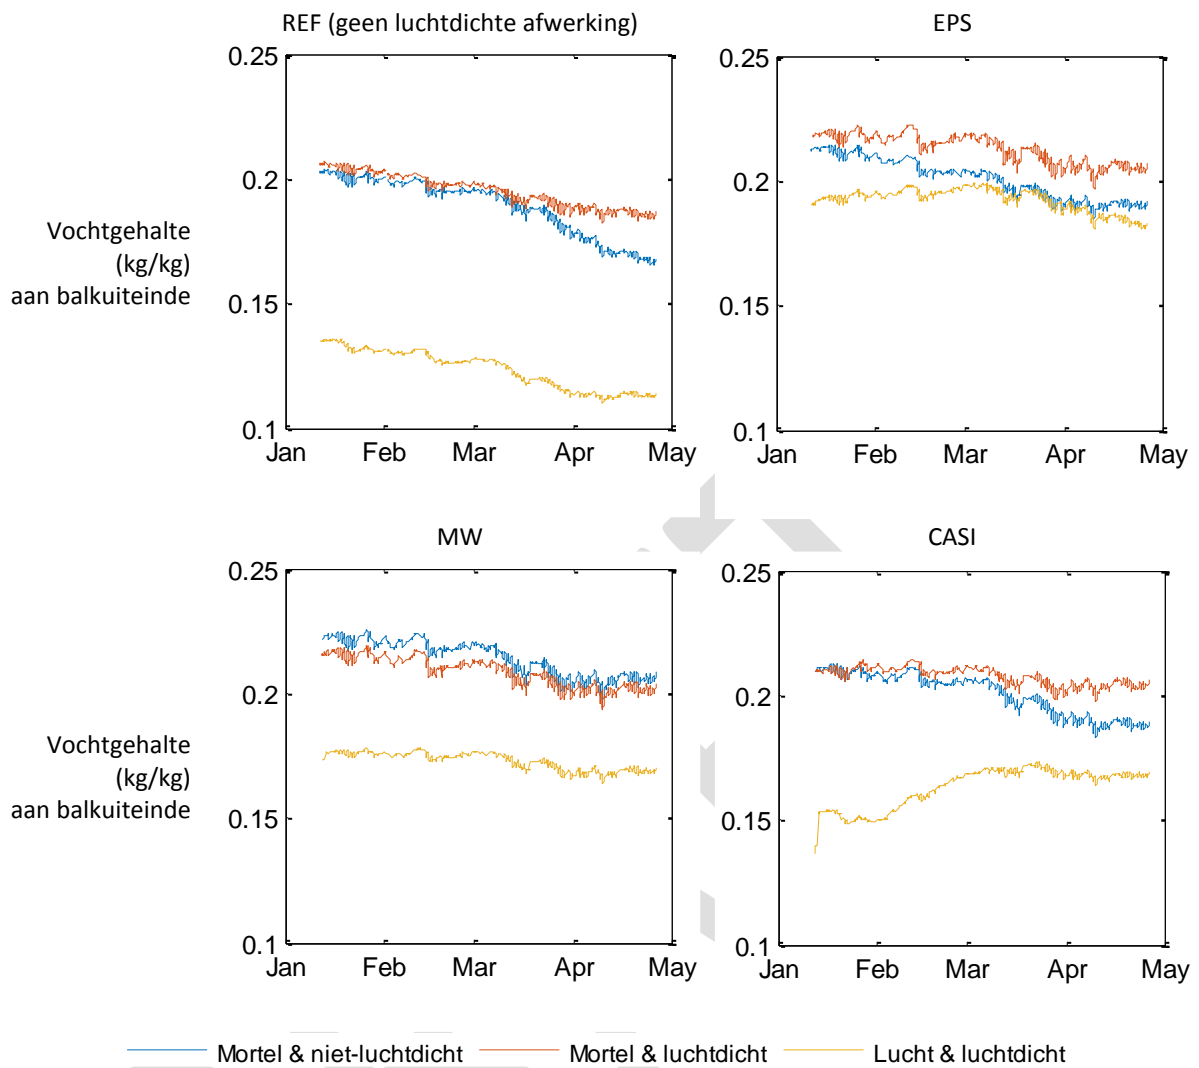 REF (geen luchtdichte afwerking)
EPS
0.25
0.2
0.15
0.1
Jan Feb Mar Apr May
Vochtgehalte
(kg/kg)
aan balkuiteinde
0.25
0.2
0.15
0.1
Jan Feb Mar Apr May
MW
CASI
0.25
0.2
0.15
0.1
Jan Feb Mar Apr May
Vochtgehalte
(kg/kg)
aan balkuiteinde
0.25
0.2
0.15
0.1
Jan Feb Mar Apr May
Mortel & niet-luchtdicht Mortel & luchtdicht Lucht & luchtdicht